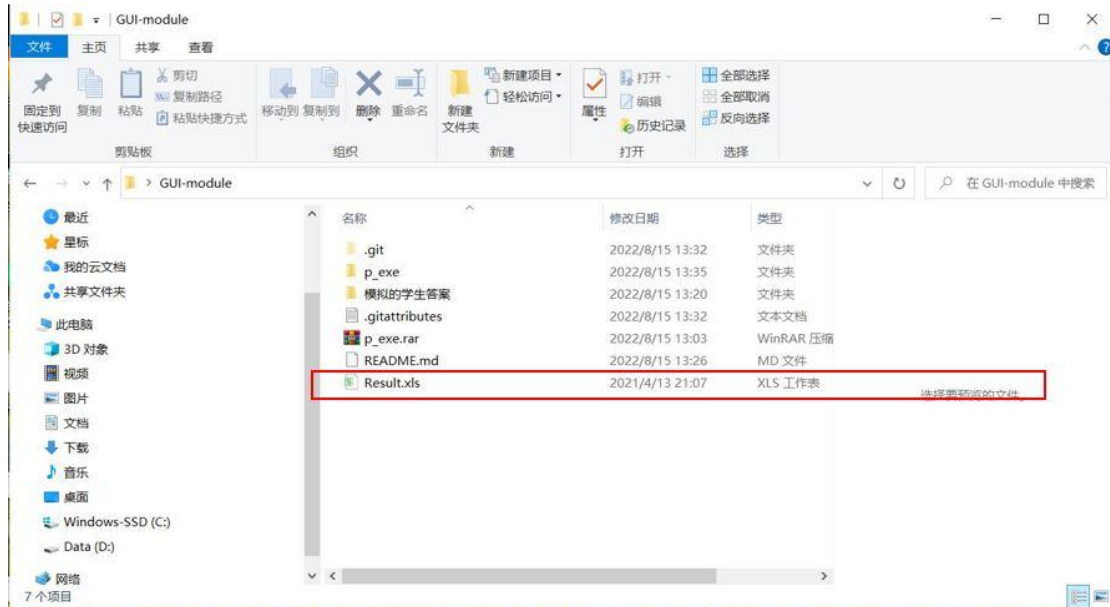 GUI-module
文件 主页 共享 查看
固定到快速访问 复制 粘贴 剪切 复制路径 粘贴快捷方式 移动到 复制到 删除 重命名 新建文件夹 新建项目 轻松访问 属性 打开 编辑 历史记录 全部选择 全部取消 反向选择
剪贴板 组织 新建 打开 选择
GUI-module 在 GUI-module 中搜索
名称 修改日期 类型
最近
星标
我的云文档
共享文件夹
此电脑
3D 对象
视频
图片
文档
下载
音乐
桌面
Windows-SSD (C:)
Data (D:)
网络
.git 2022/8/15 13:32 文件夹
p_exe 2022/8/15 13:35 文件夹
模拟的学生答案 2022/8/15 13:20 文件夹
.gitattributes 2022/8/15 13:32 文本文档
p_exe.rar 2022/8/15 13:03 WinRAR 压缩
README.md 2022/8/15 13:26 MD 文件
Result.xls 2021/4/13 21:07 XLS 工作表
选择要预览的文件。
7 个项目